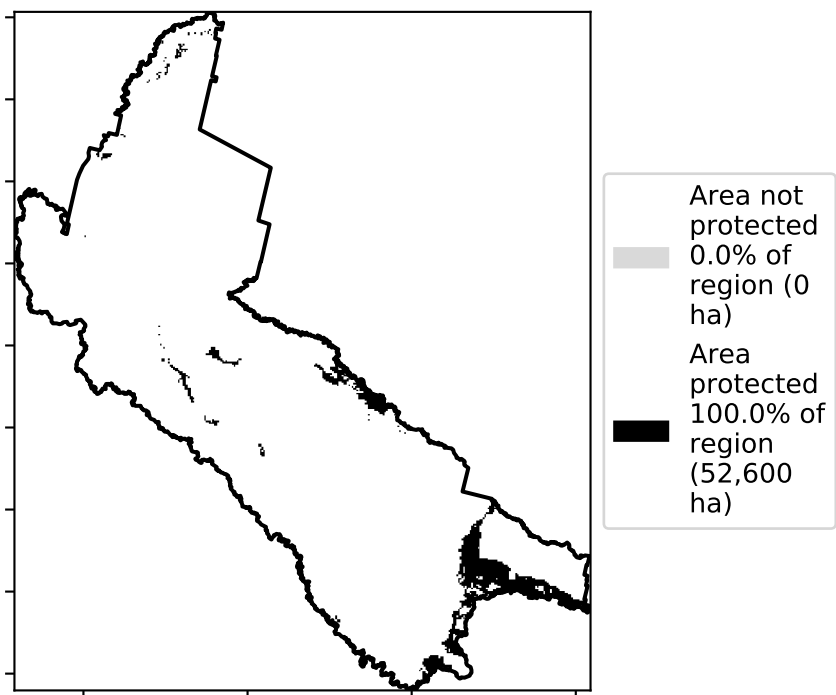 Area not
protected
0.0% of
region (0
ha)
Area
protected
100.0% of
region
(52,600
ha)